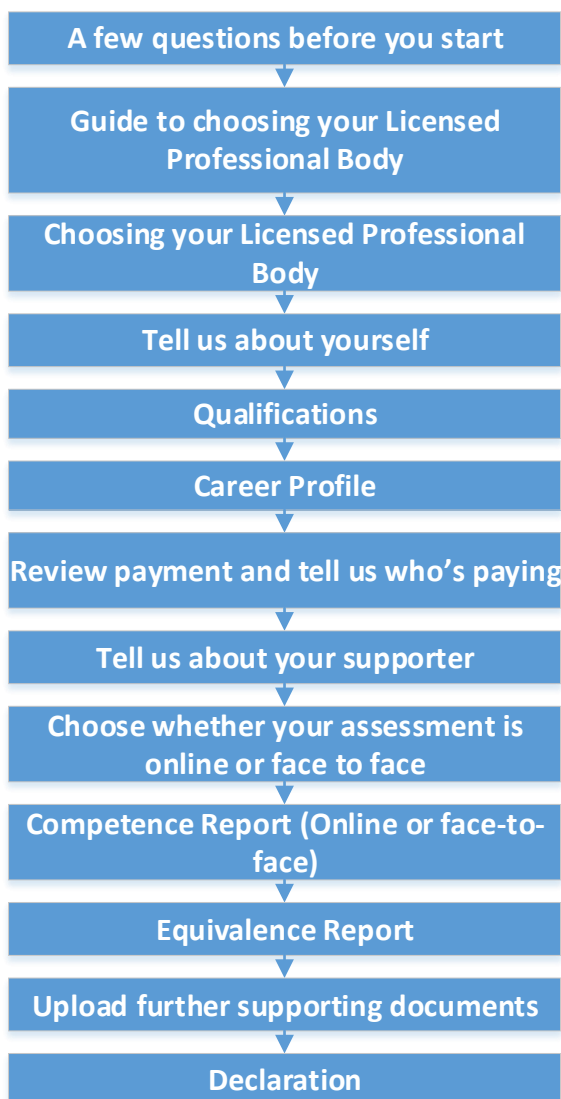 A few questions before you start
Guide to choosing your Licensed
Professional Body
Choosing your Licensed Professional
Body
Tell us about yourself
Qualifications
Career Profile
Review payment and tell us who’s paying
Tell us about your supporter
Choose whether your assessment is
online or face to face
Competence Report (Online or face-to-
face)
Equivalence Report
Upload further supporting documents
Declaration